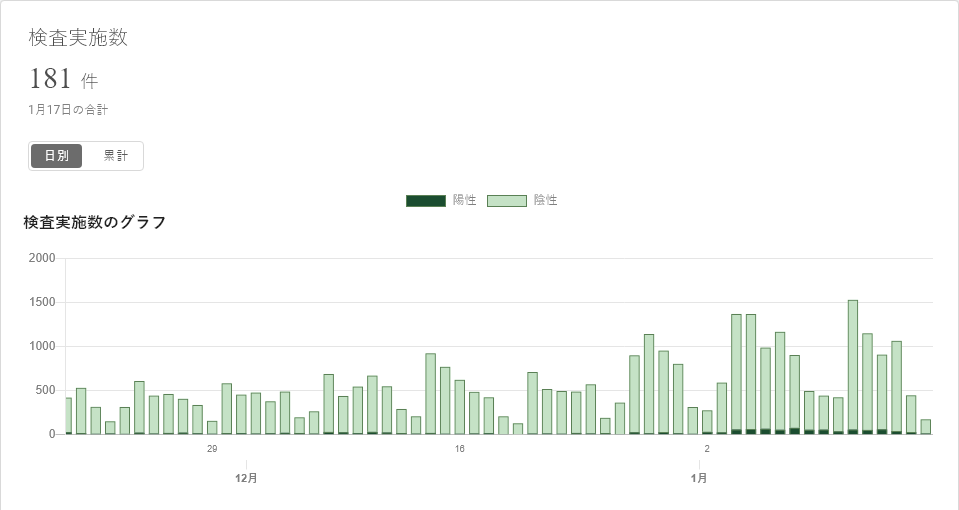 検査実施数
181 件
1月17日の合計
日別 累計
陽性 陰性
検査実施数のグラフ
2000
1500
1000
500
0
29 16 2
12月 1月